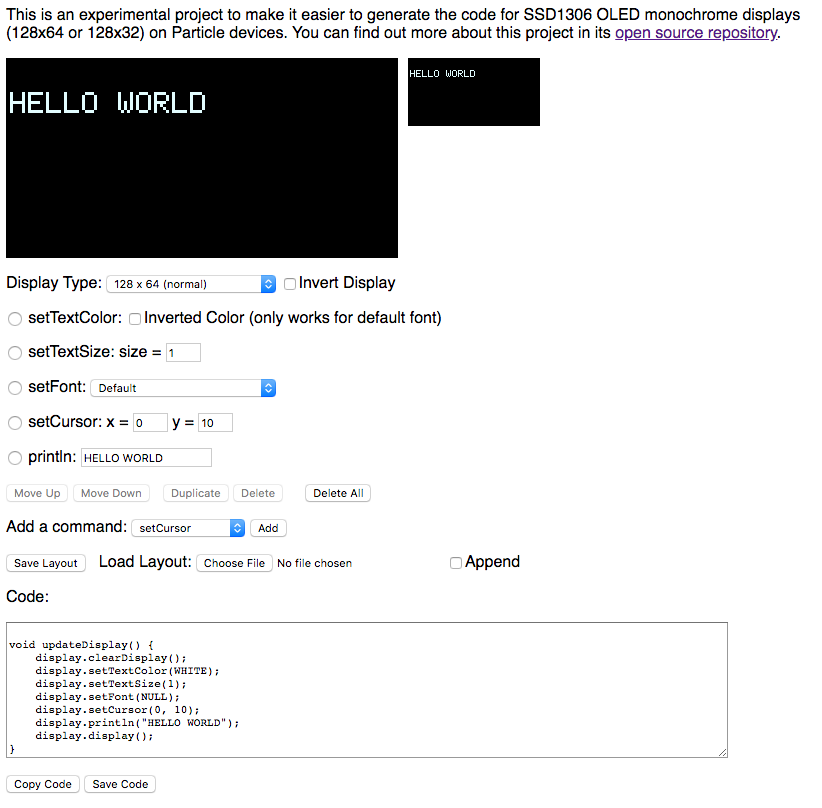 This is an experimental project to make it easier to generate the code for SSD1306 OLED monochrome displays
(128x64 or 128x32) on Particle devices. You can find out more about this project in its open source repository.
HELLO WORLD
HELLO WORLD
Display Type: 128 x 64 (normal) Invert Display
setTextColor: Inverted Color (only works for default font)
setTextSize: size = 1
setFont: Default
setCursor: x = 0 y = 10
println: HELLO WORLD
Move Up Move Down Duplicate Delete Delete All
Add a command: setCursor Add
Save Layout Load Layout: Choose File No file chosen Append
Code:
void updateDisplay() {
    display.clearDisplay();
    display.setTextColor(WHITE);
    display.setTextSize(1);
    display.setFont(NULL);
    display.setCursor(0, 10);
    display.println("HELLO WORLD");
    display.display();
}
Copy Code Save Code